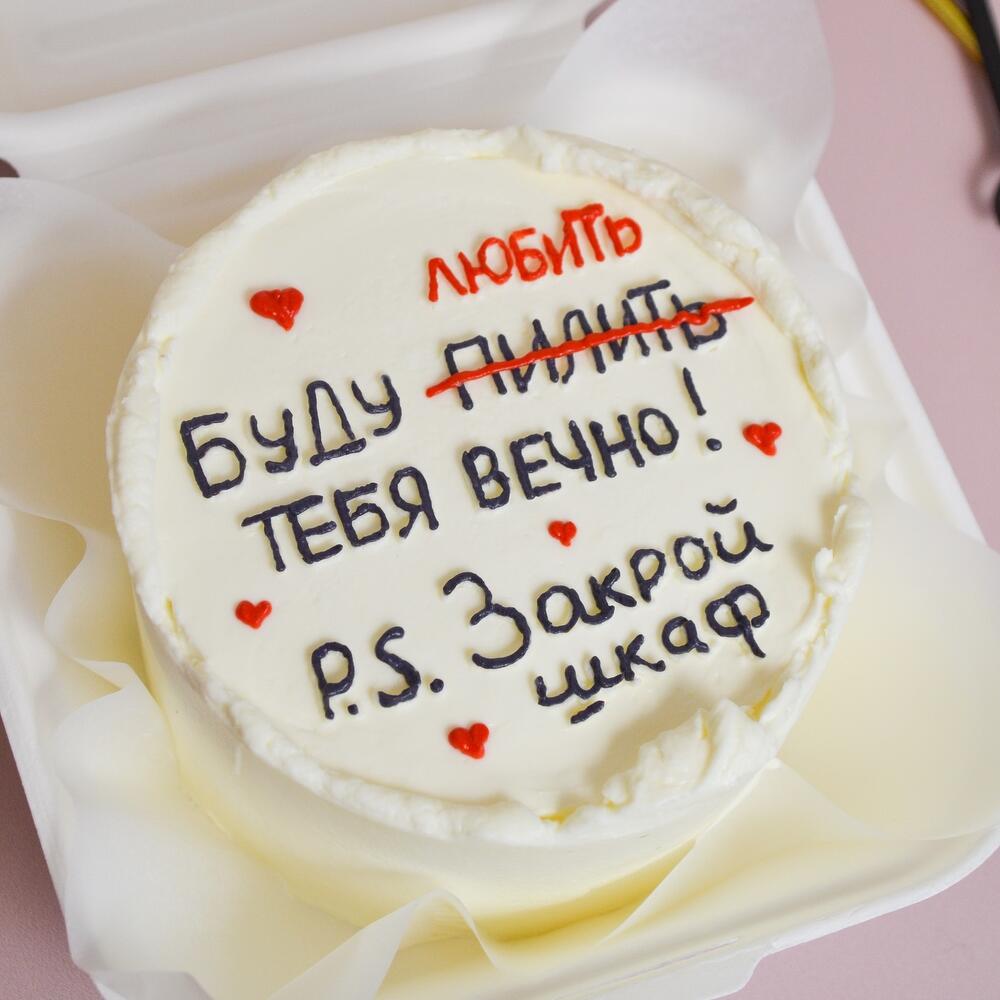 ЛЮБИТЬ
БУДУ ПИЛИТЬ
ТЕБЯ ВЕЧНО!
P.S. Закрой
шкаф